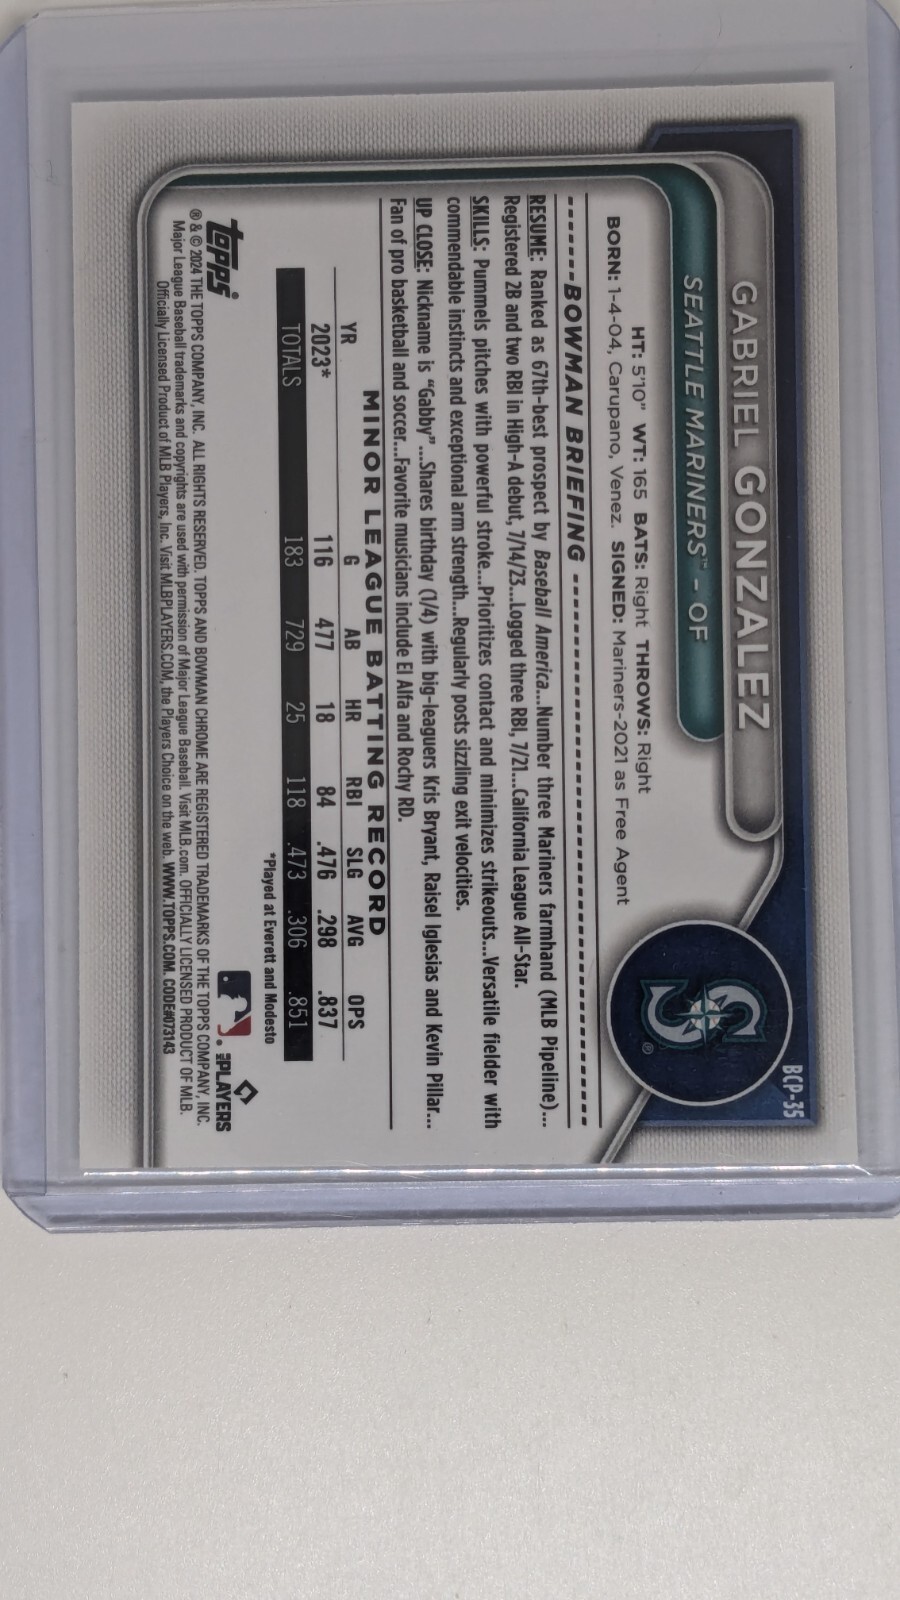 BCP-35
GABRIEL GONZALEZ
SEATTLE MARINERS™ - OF
HT: 5'10" WT: 165 BATS: Right THROWS: Right
BORN: 1-4-04, Carupano, Venez. SIGNED: Mariners-2021 as Free Agent
BOWMAN BRIEFING
RESUME: Ranked as 67th-best prospect by Baseball America...Number three Mariners farmhand (MLB Pipeline)...
Registered 2B and two RBI in High-A debut, 7/14/23...Logged three RBI, 7/21...California League All-Star.
SKILLS: Pummels pitches with powerful stroke....Prioritizes contact and minimizes strikeouts...Versatile fielder with
commendable instincts and exceptional arm strength....Regularly posts sizzling exit velocities.
UP CLOSE: Nickname is "Gabby"....Shares birthday (1/4) with big-leaguers Kris Bryant, Raisel Iglesias and Kevin Pillar...
Fan of pro basketball and soccer...Favorite musicians include El Alfa and Rochy RD.
MINOR LEAGUE BATTING RECORD
YR G AB HR RBI SLG AVG OPS
2023* 116 477 18 84 .476 .298 .837
TOTALS 183 729 25 118 .473 .306 .851
*Played at Everett and Modesto
topps
MLB PLAYERS
® & © 2024 THE TOPPS COMPANY, INC. ALL RIGHTS RESERVED. TOPPS AND BOWMAN CHROME ARE REGISTERED TRADEMARKS OF THE TOPPS COMPANY, INC.
Major League Baseball trademarks and copyrights are used with permission of Major League Baseball. Visit MLB.com. OFFICIALLY LICENSED PRODUCT OF MLB
Officially Licensed Product of MLB Players, Inc. Visit MLBPLAYERS.COM, the Players Choice on the web. WWW.TOPPS.COM. CODE#073143